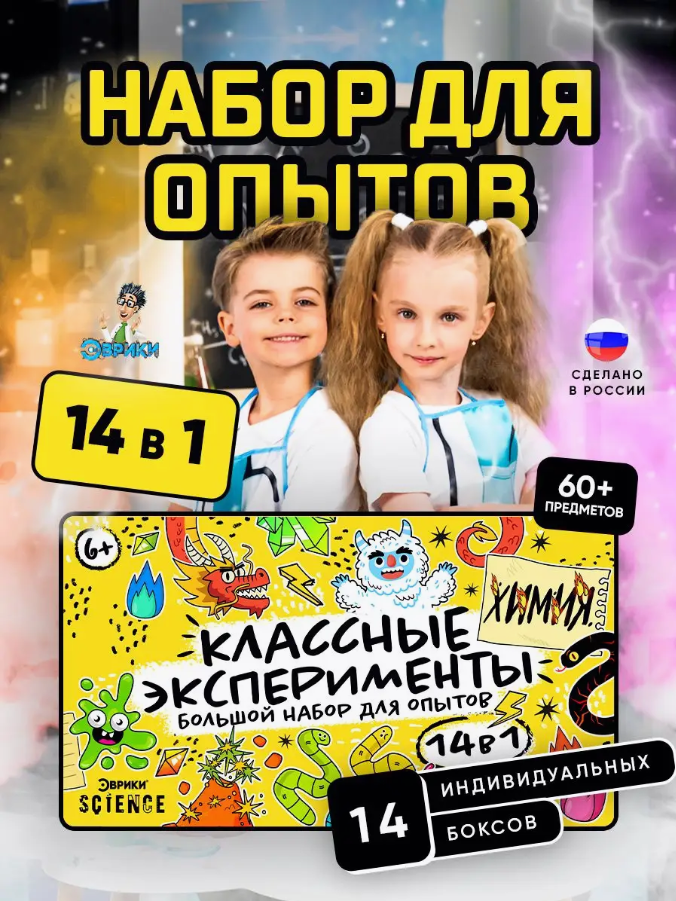 НАБОР ДЛЯ
ОПЫТОВ
ЭВРИКИ
СДЕЛАНО
В РОССИИ
14 в 1
60+
ПРЕДМЕТОВ
6+
ХИМИЯ
КЛАССНЫЕ
ЭКСПЕРИМЕНТЫ
БОЛЬШОЙ НАБОР ДЛЯ ОПЫТОВ
14 в 1
ЭВРИКИ
SCIENCE
14
ИНДИВИДУАЛЬНЫХ
БОКСОВ